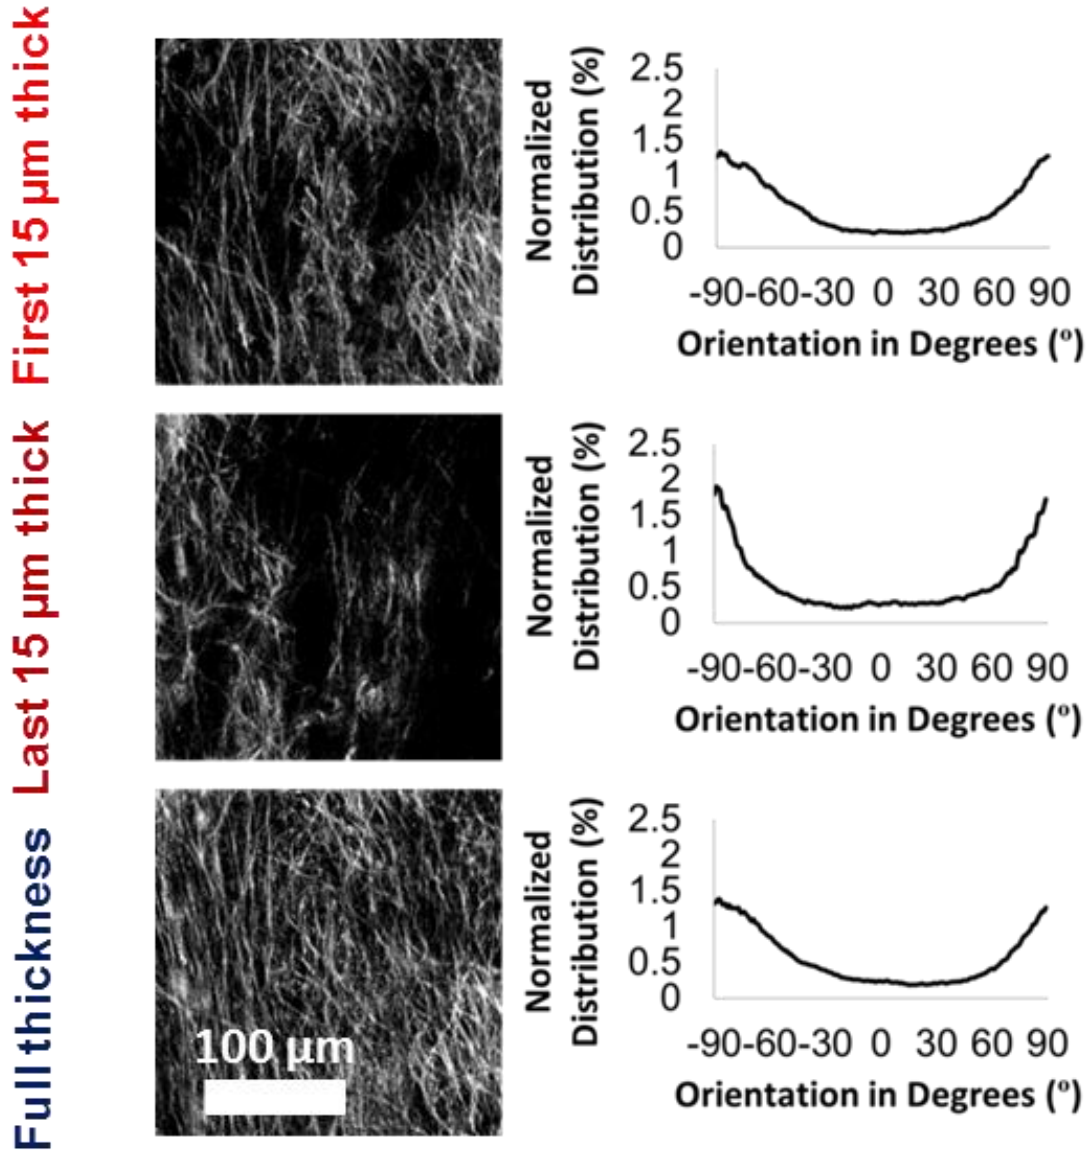 First 15 µm thick
Normalized
Distribution (%)
2.5
2
1.5
1
0.5
0
-90 -60 -30 0 30 60 90
Orientation in Degrees (º)
Last 15 µm thick
Normalized
Distribution (%)
2.5
2
1.5
1
0.5
0
-90 -60 -30 0 30 60 90
Orientation in Degrees (º)
Full thickness
100 µm
Normalized
Distribution (%)
2.5
2
1.5
1
0.5
0
-90 -60 -30 0 30 60 90
Orientation in Degrees (º)